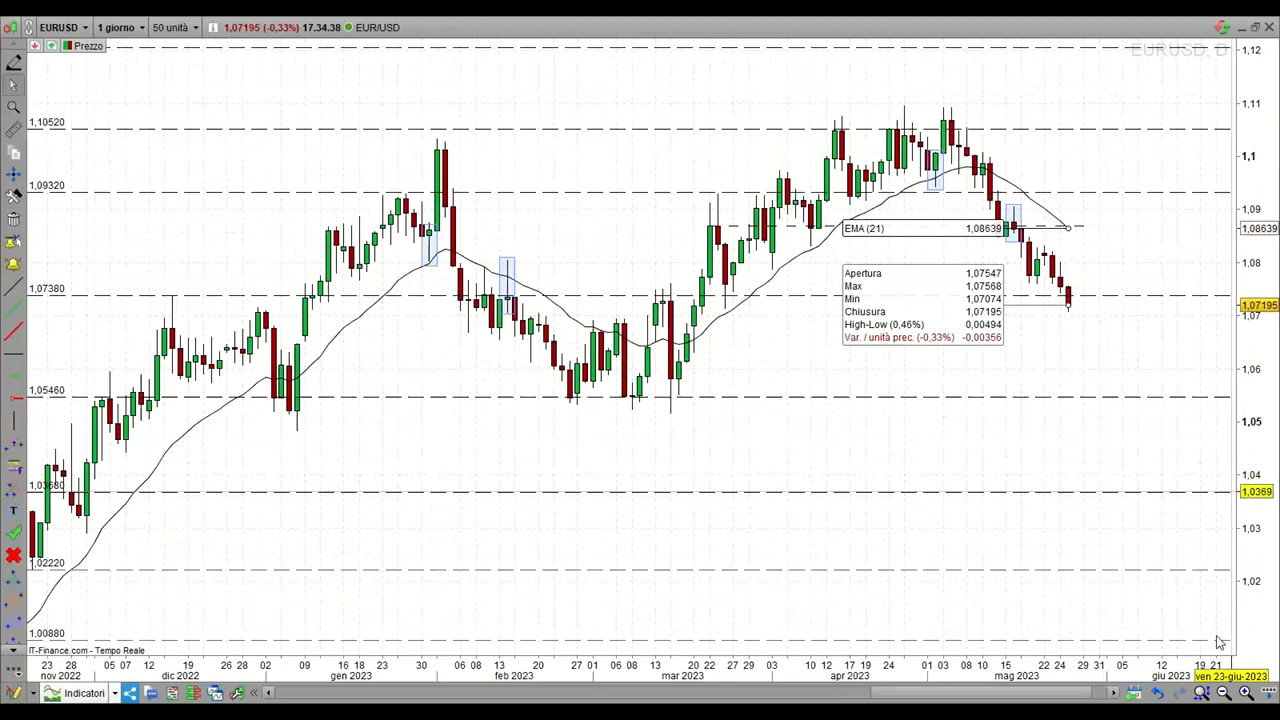 EURUSD 1 giorno 50 unità 1,07195 (-0,33%) 17.34.38 EUR/USD
Prezzo
EURUSD, D
1,12
1,11
1,10520
1,1
1,09320
1,09
EMA (21) 1,08639
1,08639
1,08
Apertura 1,07547
Max 1,07568
Min 1,07074
Chiusura 1,07195
High-Low (0,46%) 0,00494
Var. / unità prec. (-0,33%) -0,00356
1,07380
1,07195
1,07
1,06
1,05460
1,05
1,04
1,03680
1,0369
1,03
1,02220
1,02
1,00880
IT-Finance.com - Tempo Reale
23 28 05 07 12 19 26 28 02 16 18 23 30 06 08 13 20 27 01 06 08 13 20 22 27 29 03 10 12 17 19 24 01 03 08 10 15 22 24 29 31 05 12 19 21
nov 2022 dic 2022 gen 2023 feb 2023 mar 2023 apr 2023 mag 2023 giu 2023 ven 23-giu-2023
Indicatori